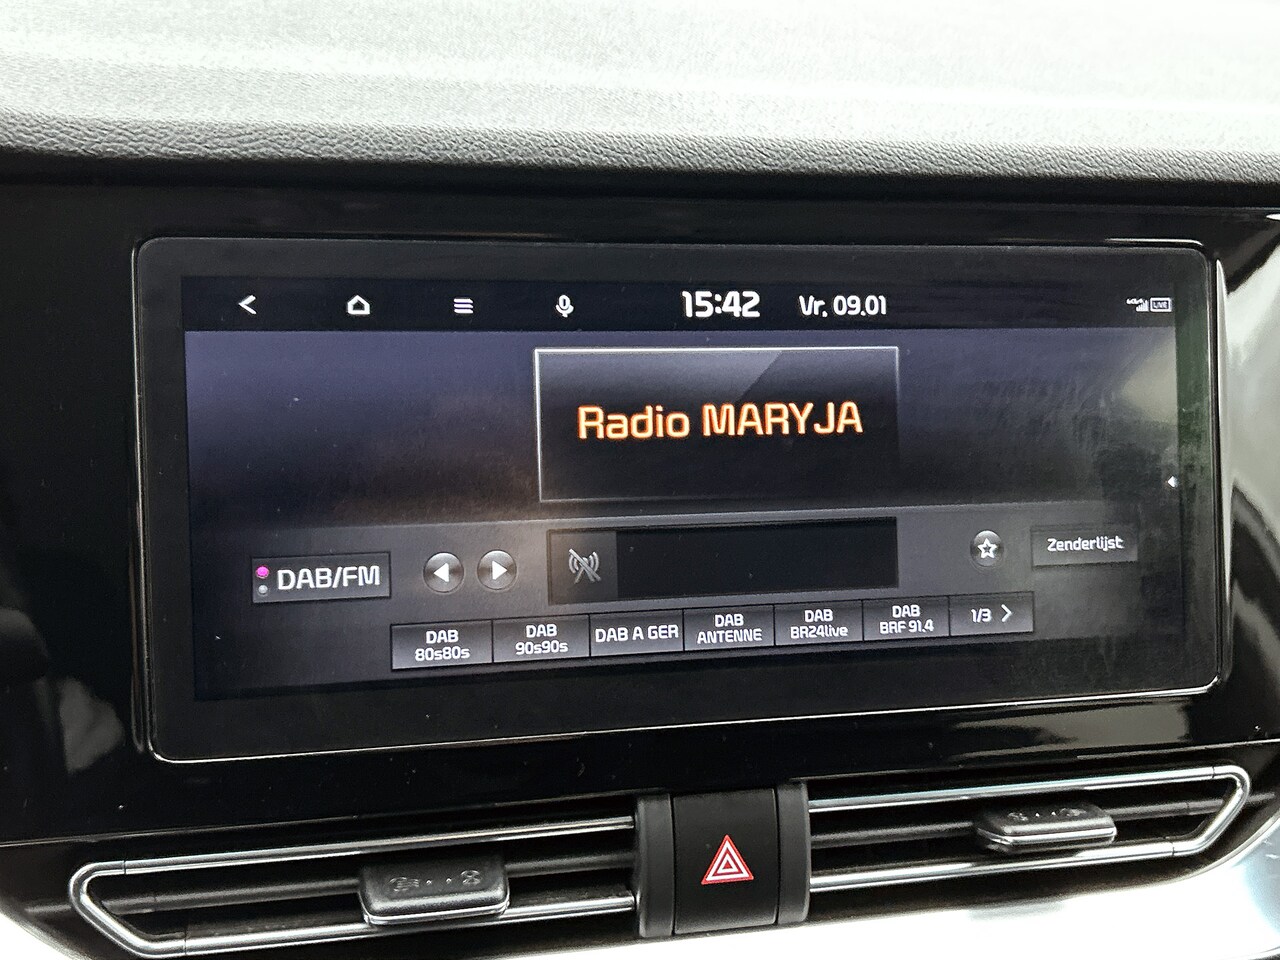 15:42 Vr. 09.01
LIVE
Radio MARYJA
Zenderlijst
DAB/FM
DAB
80s80s
DAB
90s90s
DAB A GER
DAB
ANTENNE
DAB
BR24live
DAB
BRF 91.4
1/3